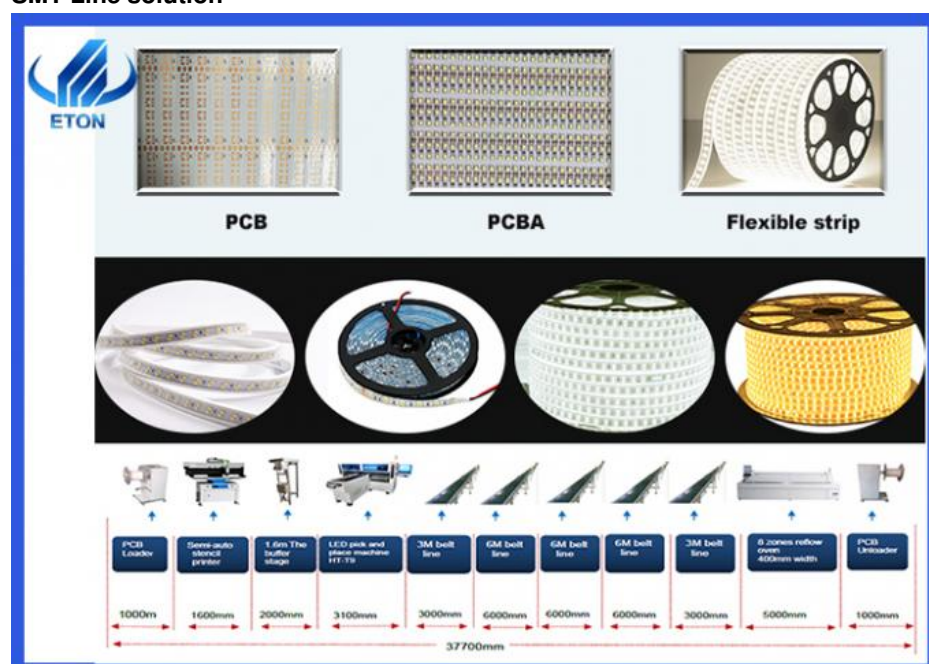 SMT Line solution
ETON
PCB
PCBA
Flexible strip
PCB
Loader
Semi-auto
stencil
printer
1.6m The
buffer
stage
LED pick and
place machine
HT-T9
3M belt
line
6M belt
line
6M belt
line
6M belt
line
3M belt
line
8 zones reflow
oven
400mm width
PCB
Unloader
1000m
1600mm
2000mm
3100mm
3000mm
6000mm
6000mm
6000mm
3000mm
5000mm
1000mm
37700mm